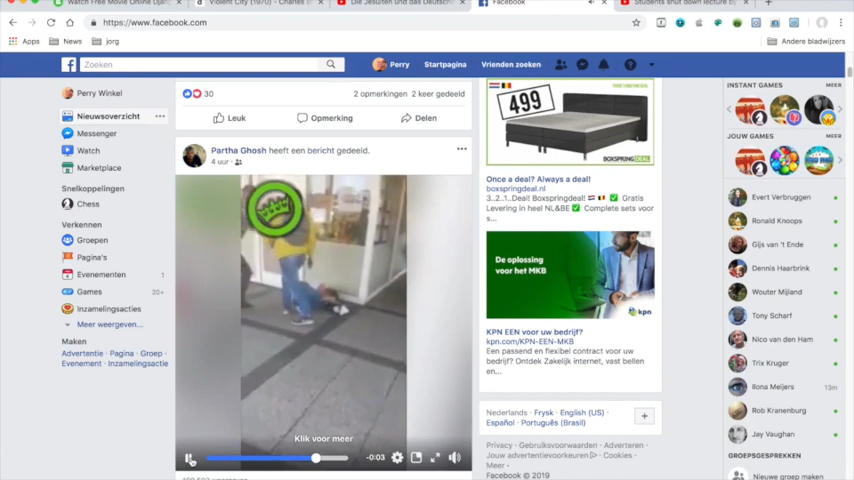 Watch Free Movie Online Djang
Violent City (1970) - Charles B
Die Jesuiten und das Deutsche
Facebook
Students shut down lecture by
https://www.facebook.com
Apps
News
jorg
Andere bladwijzers
Zoeken
Perry
Startpagina
Vrienden zoeken
Perry Winkel
Nieuwsoverzicht
Messenger
Watch
Marketplace
Snelkoppelingen
Chess
Verkennen
Groepen
Pagina's
Evenementen 1
Games 20+
Inzamelingsacties
Meer weergeven...
Maken
Advertentie · Pagina · Groep ·
Evenement · Inzamelingsactie
30
2 opmerkingen 2 keer gedeeld
Leuk
Opmerking
Delen
Partha Ghosh heeft een bericht gedeeld.
4 uur ·
Klik voor meer
-0:03
499
BOXSPRINGDEAL
Once a deal? Always a deal!
boxspringdeal.nl
3..2..1..Deal! Boxspringdeal! Gratis
Levering in heel NL&BE Complete sets voor
s...
De oplossing
voor het MKB
kpn
KPN EEN voor uw bedrijf?
kpn.com/KPN-EEN-MKB
Een passend en flexibel contract voor uw
bedrijf? Ontdek Zakelijk internet, vast bellen
en...
Nederlands · Frysk · English (US) ·
Español · Português (Brasil)
Privacy · Gebruiksvoorwaarden · Adverteren ·
Jouw advertentievoorkeuren · Cookies ·
Meer
Facebook © 2019
INSTANT GAMES MEER
JOUW GAMES MEER
Evert Verbruggen
Ronald Knoops
Gijs van 't Ende
Dennis Haarbrink
Wouter Mijland
Tony Scharf
Nico van den Ham
Trix Kruger
Ilona Meijers 13m
Rob Kranenburg
Jay Vaughan
GROEPSGESPREKKEN
Nieuwe groep maken